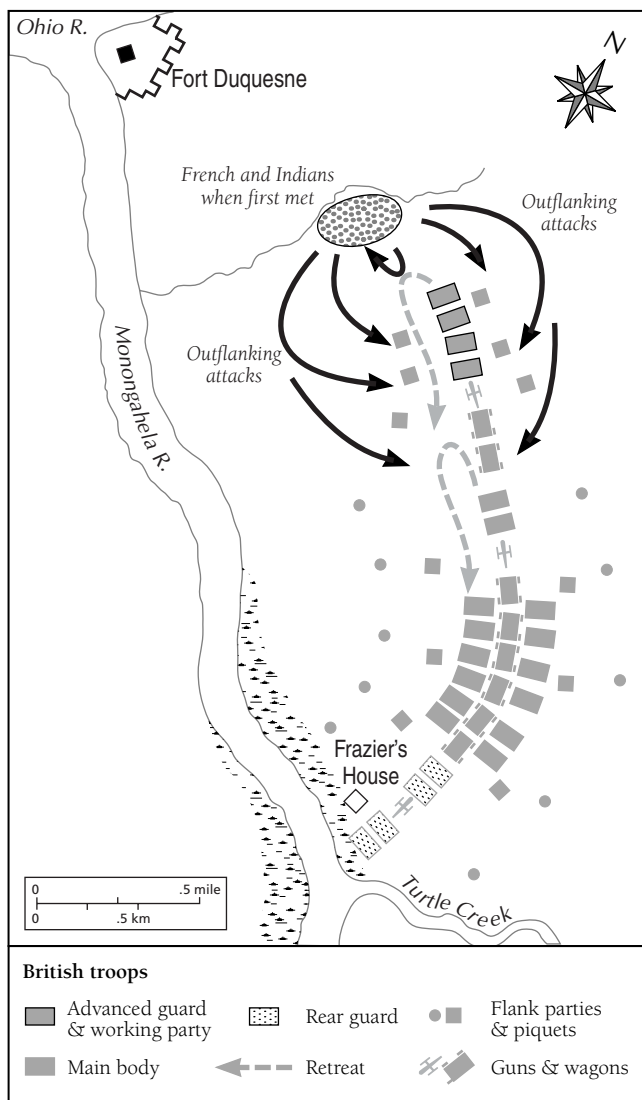 Ohio R.
Fort Duquesne
N
French and Indians
when first met
Outflanking
attacks
Outflanking
attacks
Monongahela R.
Frazier's
House
Turtle Creek
0 .5 mile
0 .5 km
British troops
Advanced guard
& working party
Rear guard
Flank parties
& piquets
Main body
Retreat
Guns & wagons